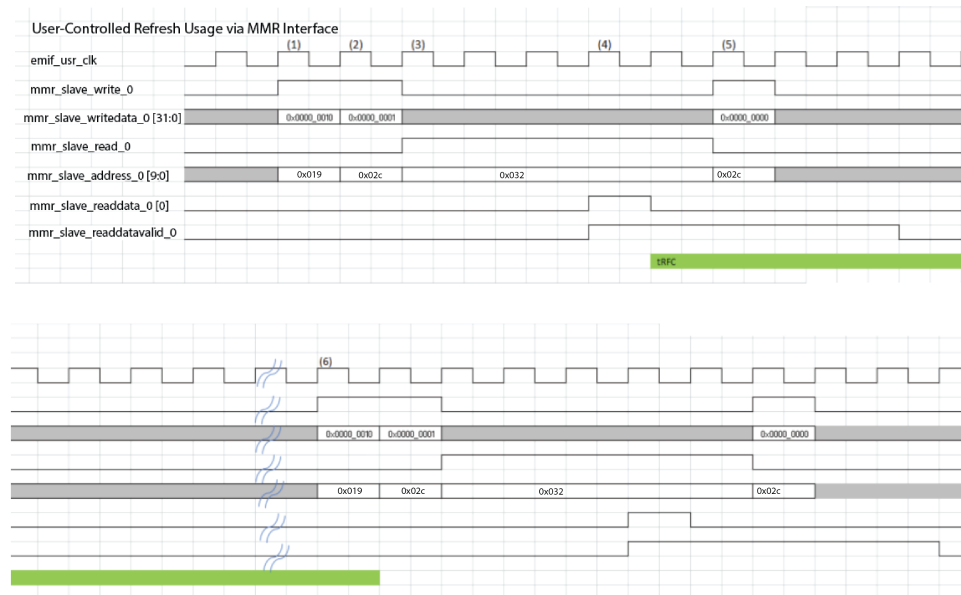 User-Controlled Refresh Usage via MMR Interface
(1) (2) (3) (4) (5)
emif_usr_clk
mmr_slave_write_0
mmr_slave_writedata_0 [31:0] 0x0000_0010 0x0000_0001 0x0000_0000
mmr_slave_read_0
mmr_slave_address_0 [9:0] 0x019 0x02c 0x032 0x02c
mmr_slave_readdata_0 [0]
mmr_slave_readdatavalid_0
tRFC
(6)
0x0000_0010 0x0000_0001 0x0000_0000
0x019 0x02c 0x032 0x02c